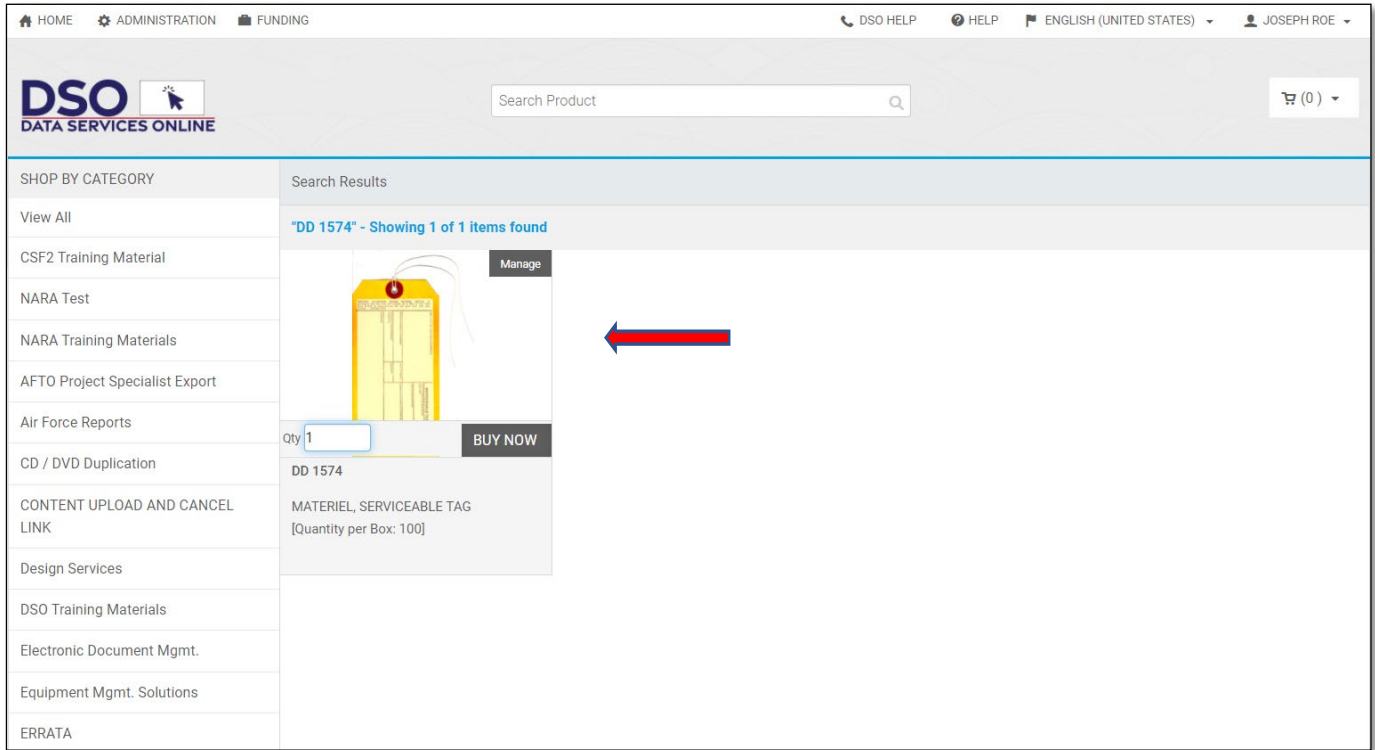 HOME ADMINISTRATION FUNDING DSO HELP HELP ENGLISH (UNITED STATES) JOSEPH ROE
DSO
DATA SERVICES ONLINE
Search Product
(0)
SHOP BY CATEGORY
View All
CSF2 Training Material
NARA Test
NARA Training Materials
AFTO Project Specialist Export
Air Force Reports
CD / DVD Duplication
CONTENT UPLOAD AND CANCEL
LINK
Design Services
DSO Training Materials
Electronic Document Mgmt.
Equipment Mgmt. Solutions
ERRATA
Search Results
"DD 1574" - Showing 1 of 1 items found
Manage
Qty 1 BUY NOW
DD 1574
MATERIEL, SERVICEABLE TAG
[Quantity per Box: 100]